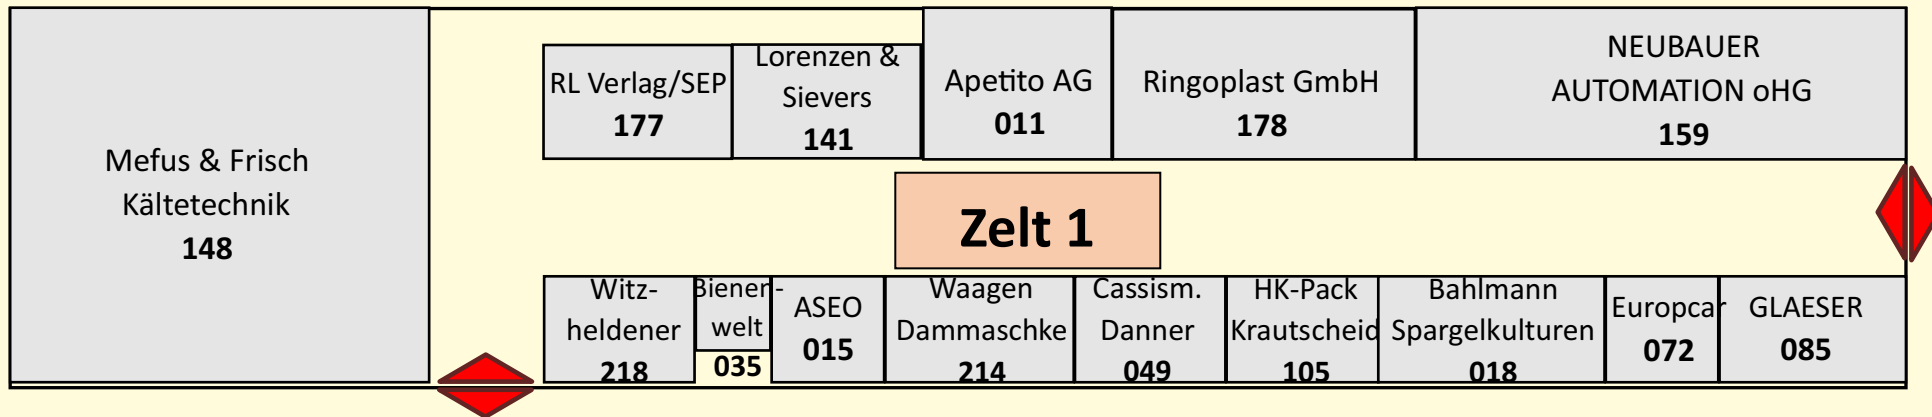 Mefus & Frisch
Kältetechnik
148
RL Verlag/SEP
177
Lorenzen &
Sievers
141
Apetito AG
011
Ringoplast GmbH
178
NEUBAUER
AUTOMATION oHG
159
Zelt 1
Witz-
heldener
218
Bienen-
welt
035
ASEO
015
Waagen
Dammaschke
214
Cassism.
Danner
049
HK-Pack
Krautscheid
105
Bahlmann
Spargelkulturen
018
Europcar
072
GLAESER
085